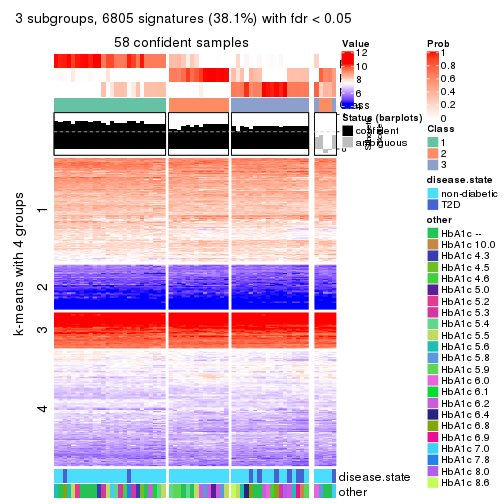 3 subgroups, 6805 signatures (38.1%) with fdr < 0.05
58 confident samples
k-means with 4 groups
1
2
3
4
disease.state
other
Value
12
10
8
6
4
Class
Status (barplots)
confident
ambiguous
Prob
1
0.8
0.6
0.4
0.2
0
Class
1
2
3
disease.state
non-diabetic
T2D
other
HbA1c --
HbA1c 10.0
HbA1c 4.3
HbA1c 4.5
HbA1c 4.6
HbA1c 5.0
HbA1c 5.2
HbA1c 5.3
HbA1c 5.4
HbA1c 5.5
HbA1c 5.6
HbA1c 5.8
HbA1c 5.9
HbA1c 6.0
HbA1c 6.1
HbA1c 6.2
HbA1c 6.4
HbA1c 6.8
HbA1c 6.9
HbA1c 7.0
HbA1c 7.8
HbA1c 8.0
HbA1c 8.6